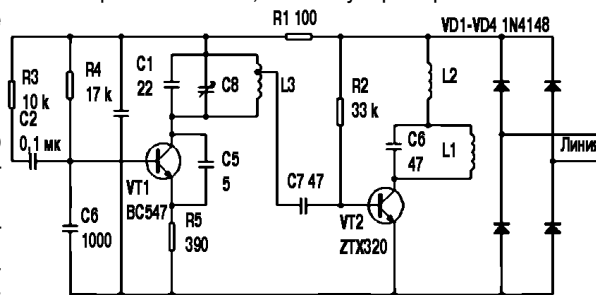 R1 100
VD1-VD4 1N4148
R3
10 k
R4
17 k
C1
22
C8
L3
R2
33 k
L2
C2
0,1 мк
C6
47
L1
Линия
C5
5
VT1
BC547
C7 47
VT2
ZTX320
C6
1000
R5
390